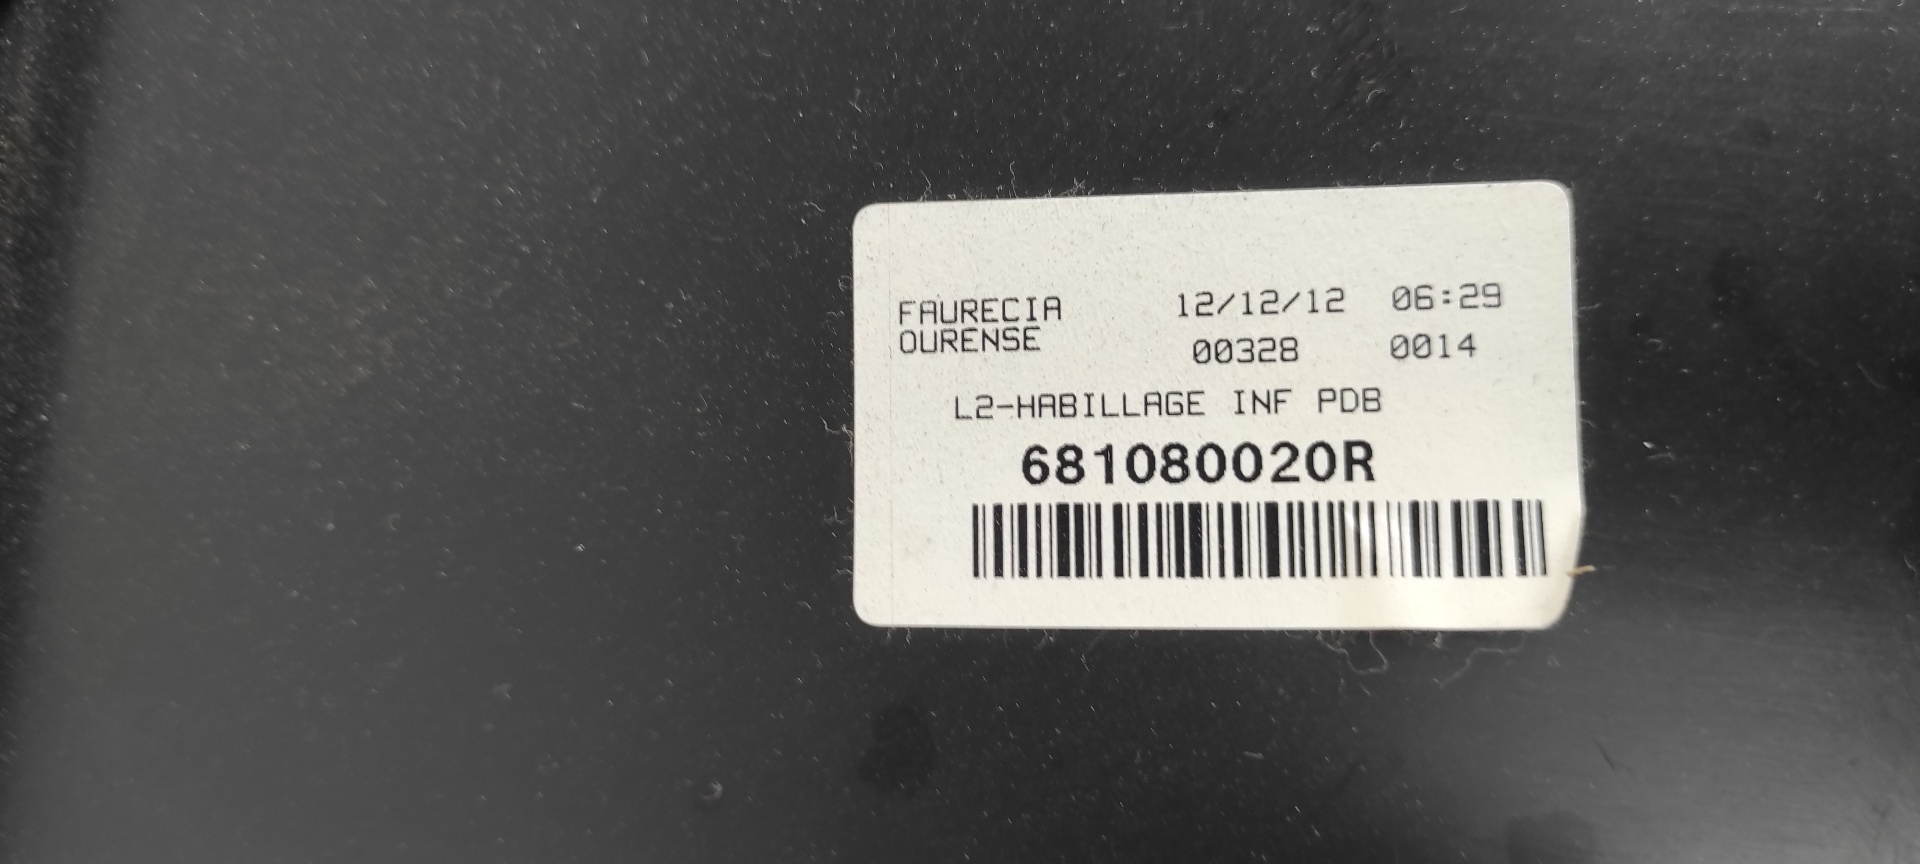 FAURECIA 12/12/12 06:29
OURENSE 00328 0014
L2-HABILLAGE INF PDB
681080020R